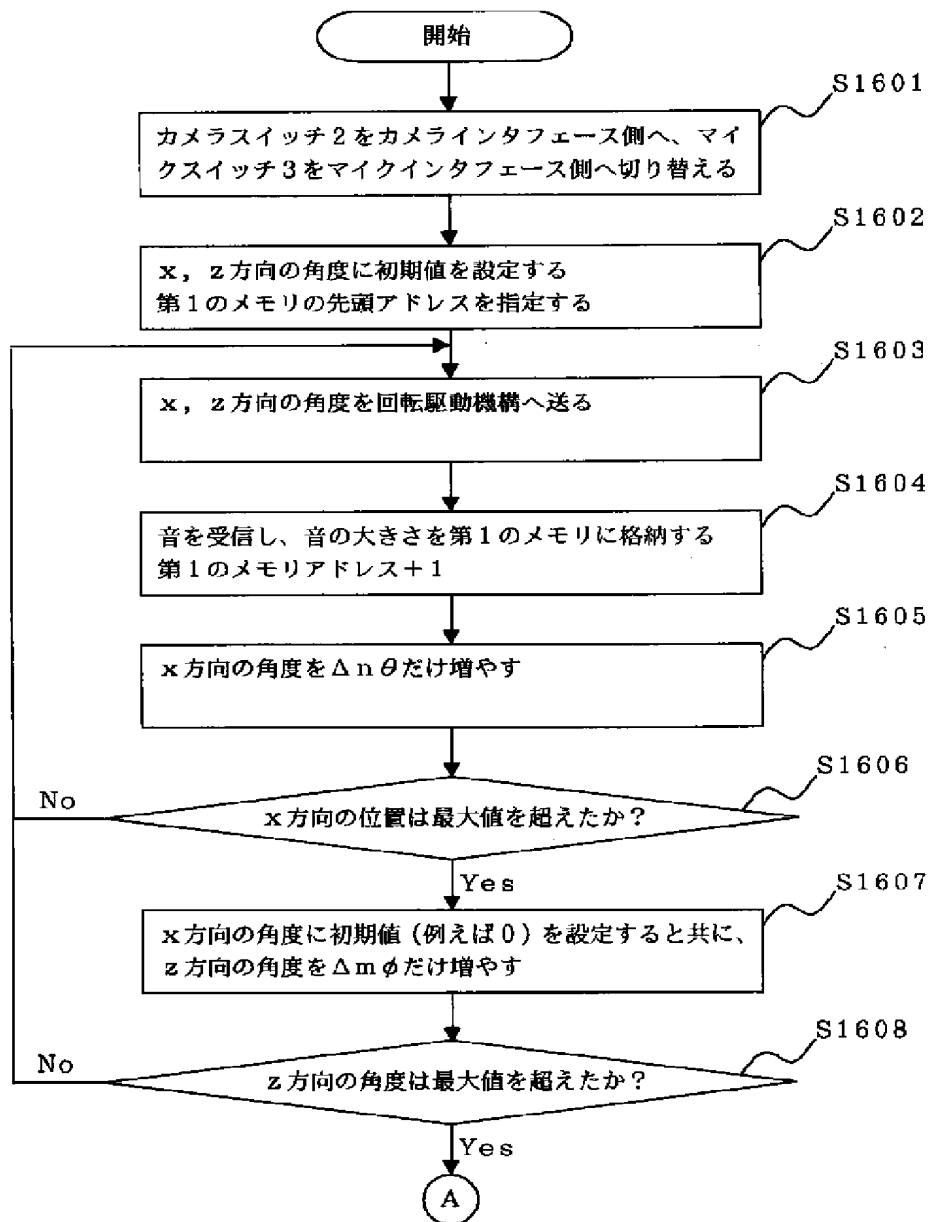 開始
S1601
カメラスイッチ2をカメラインタフェース側へ、マイ
クスイッチ3をマイクインタフェース側へ切り替える
S1602
x,z方向の角度に初期値を設定する
第1のメモリの先頭アドレスを指定する
S1603
x,z方向の角度を回転駆動機構へ送る
S1604
音を受信し、音の大きさを第1のメモリに格納する
第1のメモリアドレス+1
S1605
x方向の角度をΔnθだけ増やす
S1606
No
x方向の位置は最大値を超えたか?
Yes
S1607
x方向の角度に初期値(例えば0)を設定すると共に、
z方向の角度をΔmφだけ増やす
S1608
No
z方向の角度は最大値を超えたか?
Yes
A